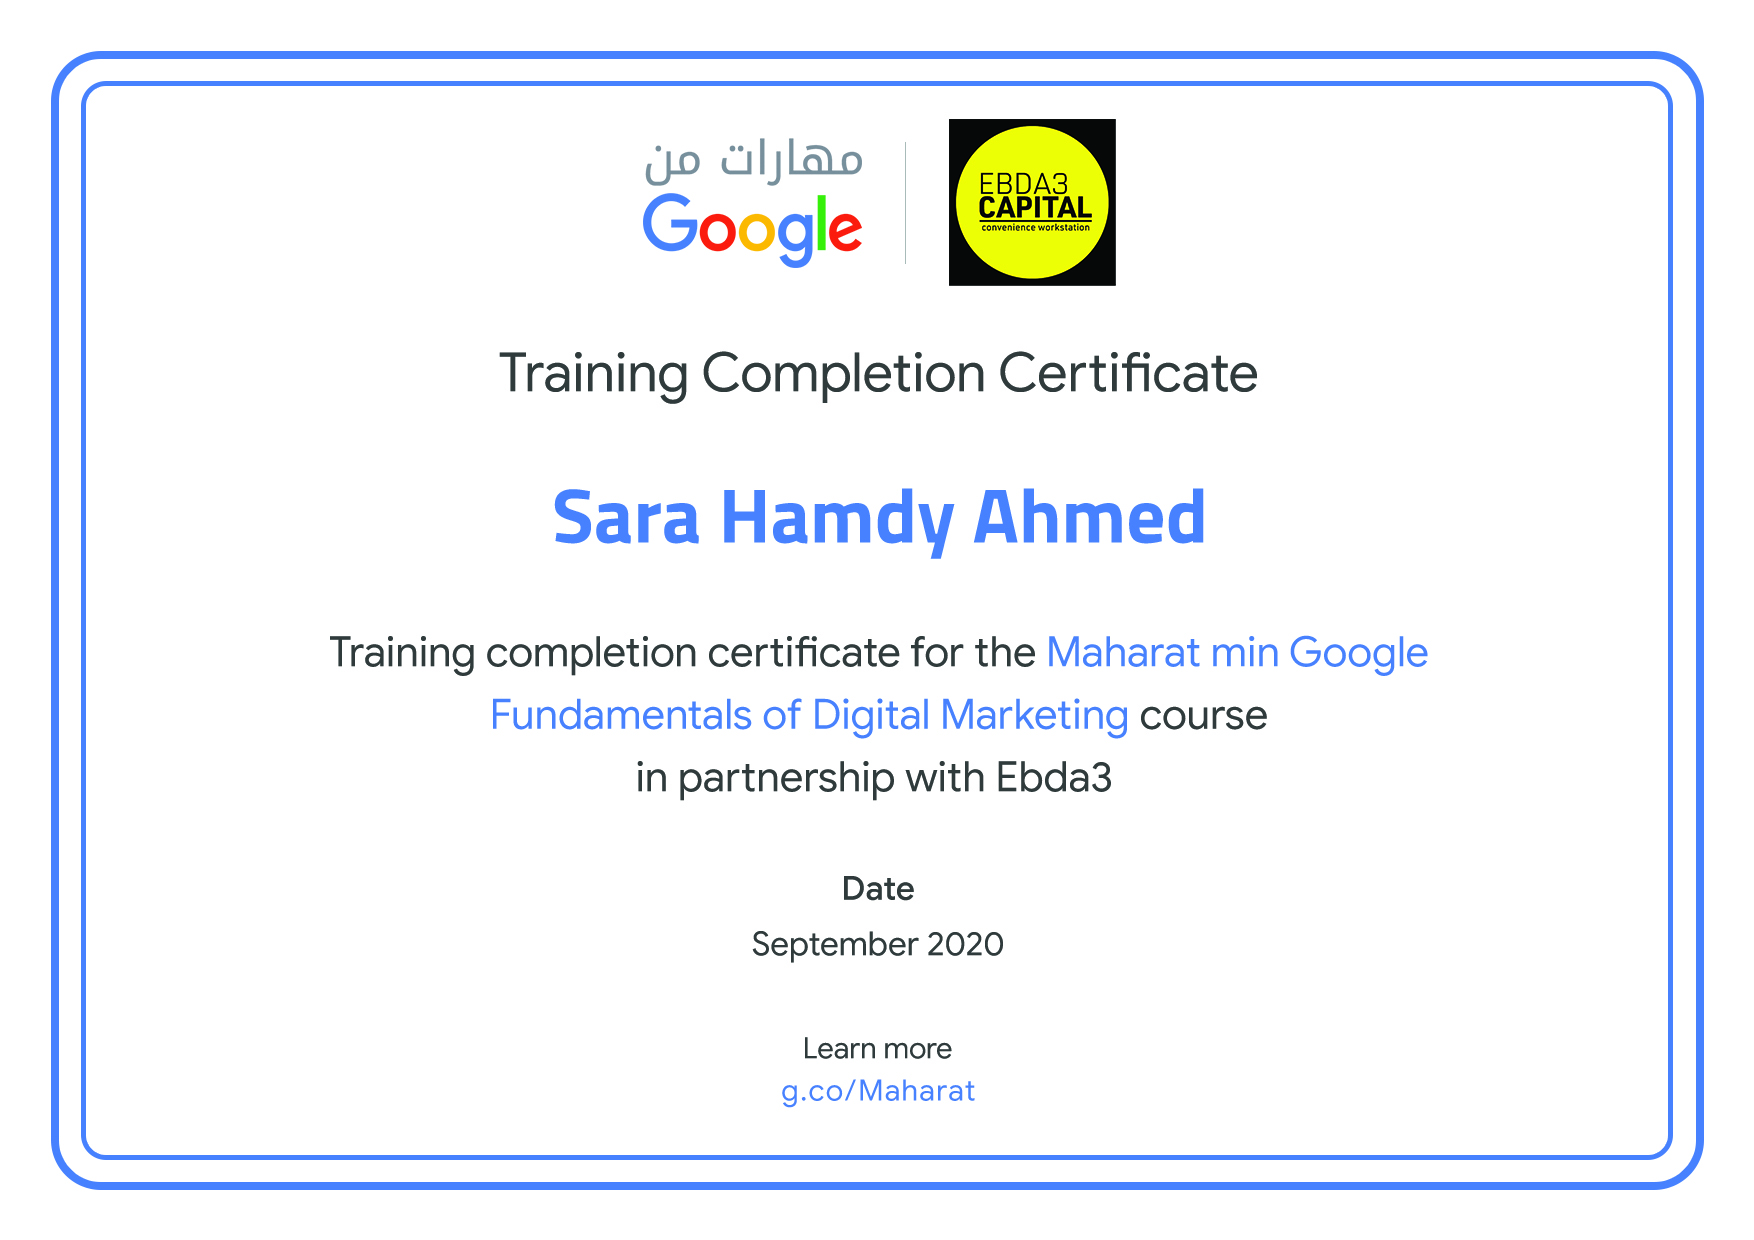 مهارات من
Google
EBDA3
CAPITAL
convenience workstation
Training Completion Certificate
Sara Hamdy Ahmed
Training completion certificate for the Maharat min Google
Fundamentals of Digital Marketing course
in partnership with Ebda3
Date
September 2020
Learn more
g.co/Maharat